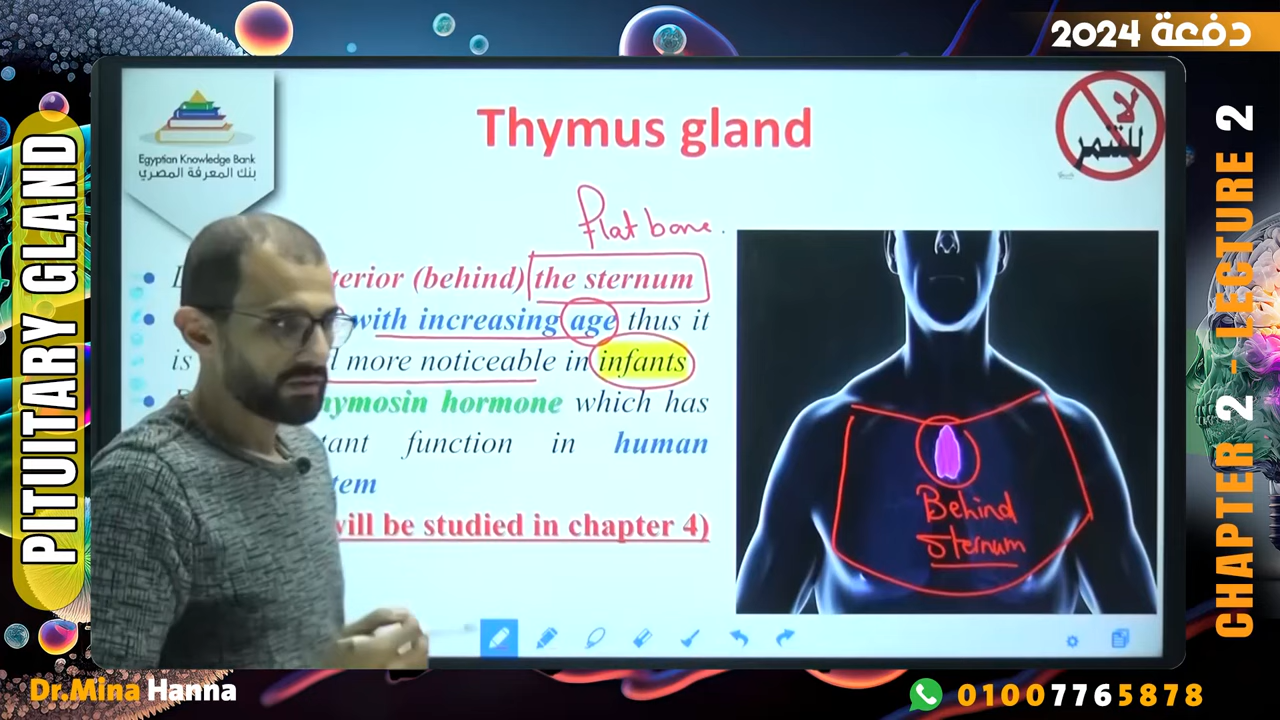 دفعة 2024
PITUTARY GLAND
Egyptian Knowledge Bank
بنك المعرفة المصري
Thymus gland
لا للتنمر
flat bone.
terior (behind) the sternum
with increasing age thus it
is more noticeable in infants
ymosin hormone which has
tant function in human
tem
will be studied in chapter 4)
Behind
sternum
CHAPTER 2 - LECTURE 2
Dr.Mina Hanna
01007765878